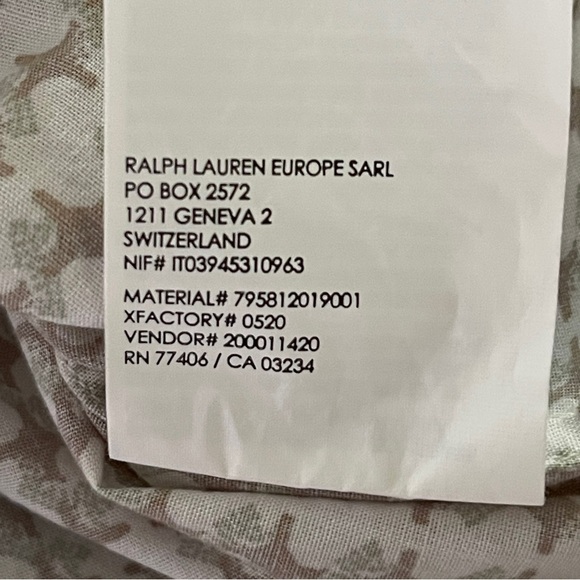 RALPH LAUREN EUROPE SARL
PO BOX 2572
1211 GENEVA 2
SWITZERLAND
NIF# IT03945310963
MATERIAL# 795812019001
XFACTORY# 0520
VENDOR# 200011420
RN 77406 / CA 03234